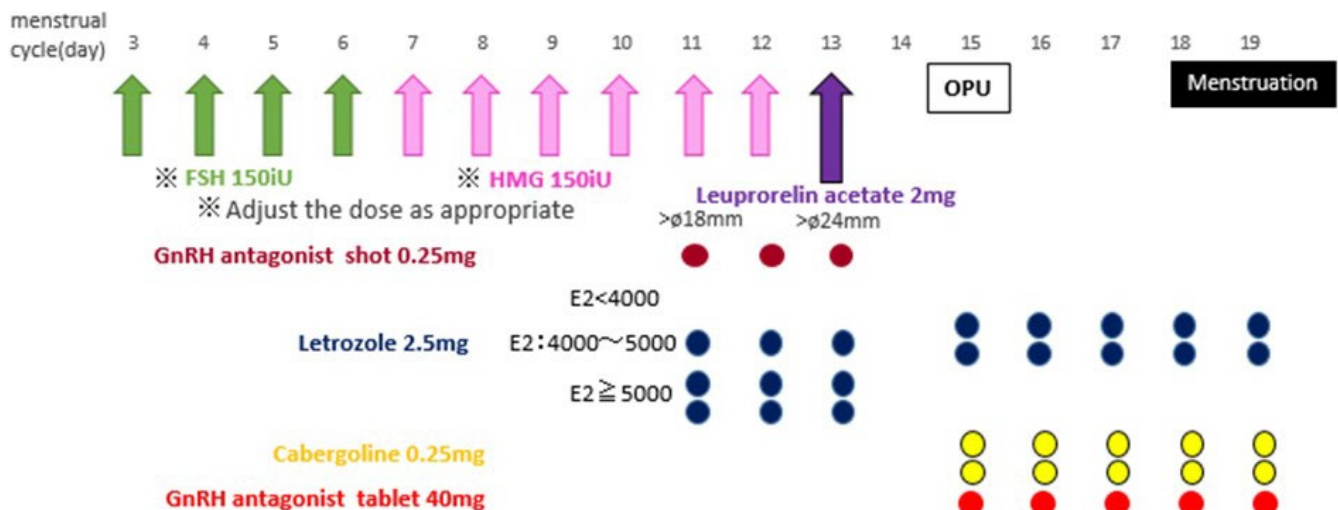 menstrual
cycle(day) 3 4 5 6 7 8 9 10 11 12 13 14 15 16 17 18 19
OPU
Menstruation
※ FSH 150iU
※ HMG 150iU
Leuprorelin acetate 2mg
※ Adjust the dose as appropriate
>ø18mm >ø24mm
GnRH antagonist shot 0.25mg
E2<4000
Letrozole 2.5mg E2:4000~5000
E2≧5000
Cabergoline 0.25mg
GnRH antagonist tablet 40mg